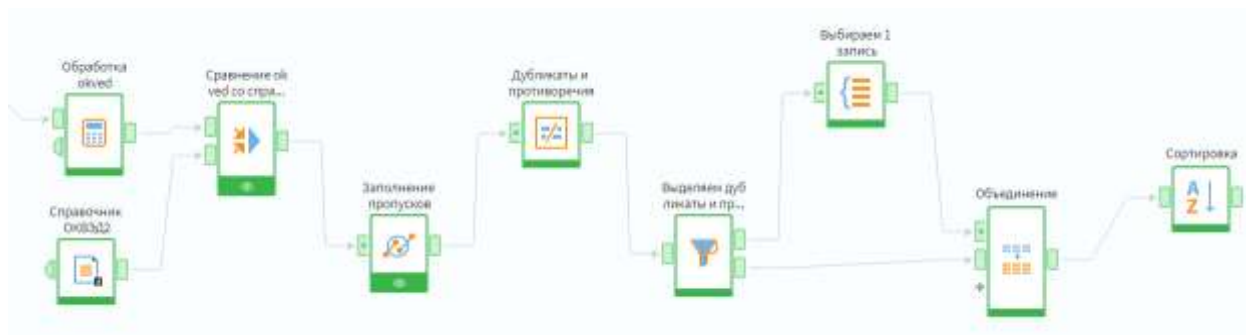 Обработка
okved
Справочник
ОКВЭД2
Сравнение ok
ved со спра...
Заполнение
пропусков
Дубликаты и
противоречия
Выделяем дуб
ликаты и пр...
Выбираем 1
запись
Объединение
Сортировка
A
Z